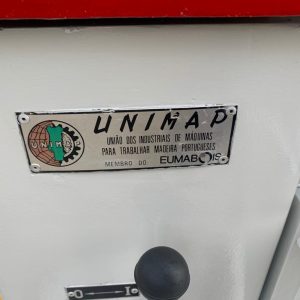 UNIMAP
UNIMAP
UNIÃO DOS INDUSTRIAIS DE MÁQUINAS
PARA TRABALHAR MADEIRA PORTUGUESES
MEMBRO DO EUMABOIS
O I